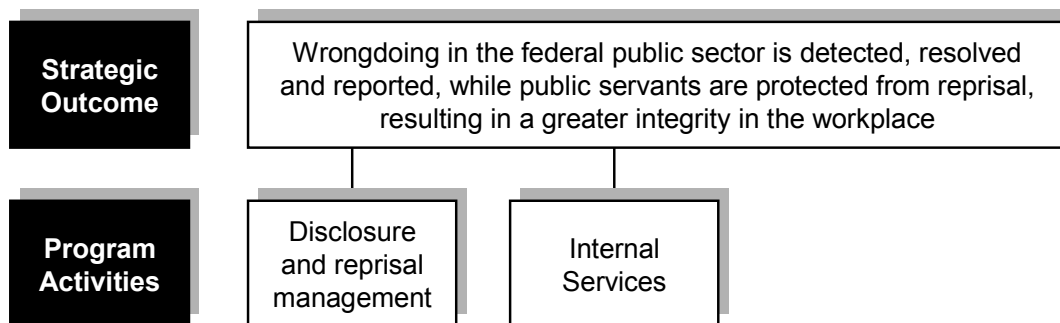 Strategic
Outcome
Wrongdoing in the federal public sector is detected, resolved
and reported, while public servants are protected from reprisal,
resulting in a greater integrity in the workplace
Program
Activities
Disclosure
and reprisal
management
Internal
Services